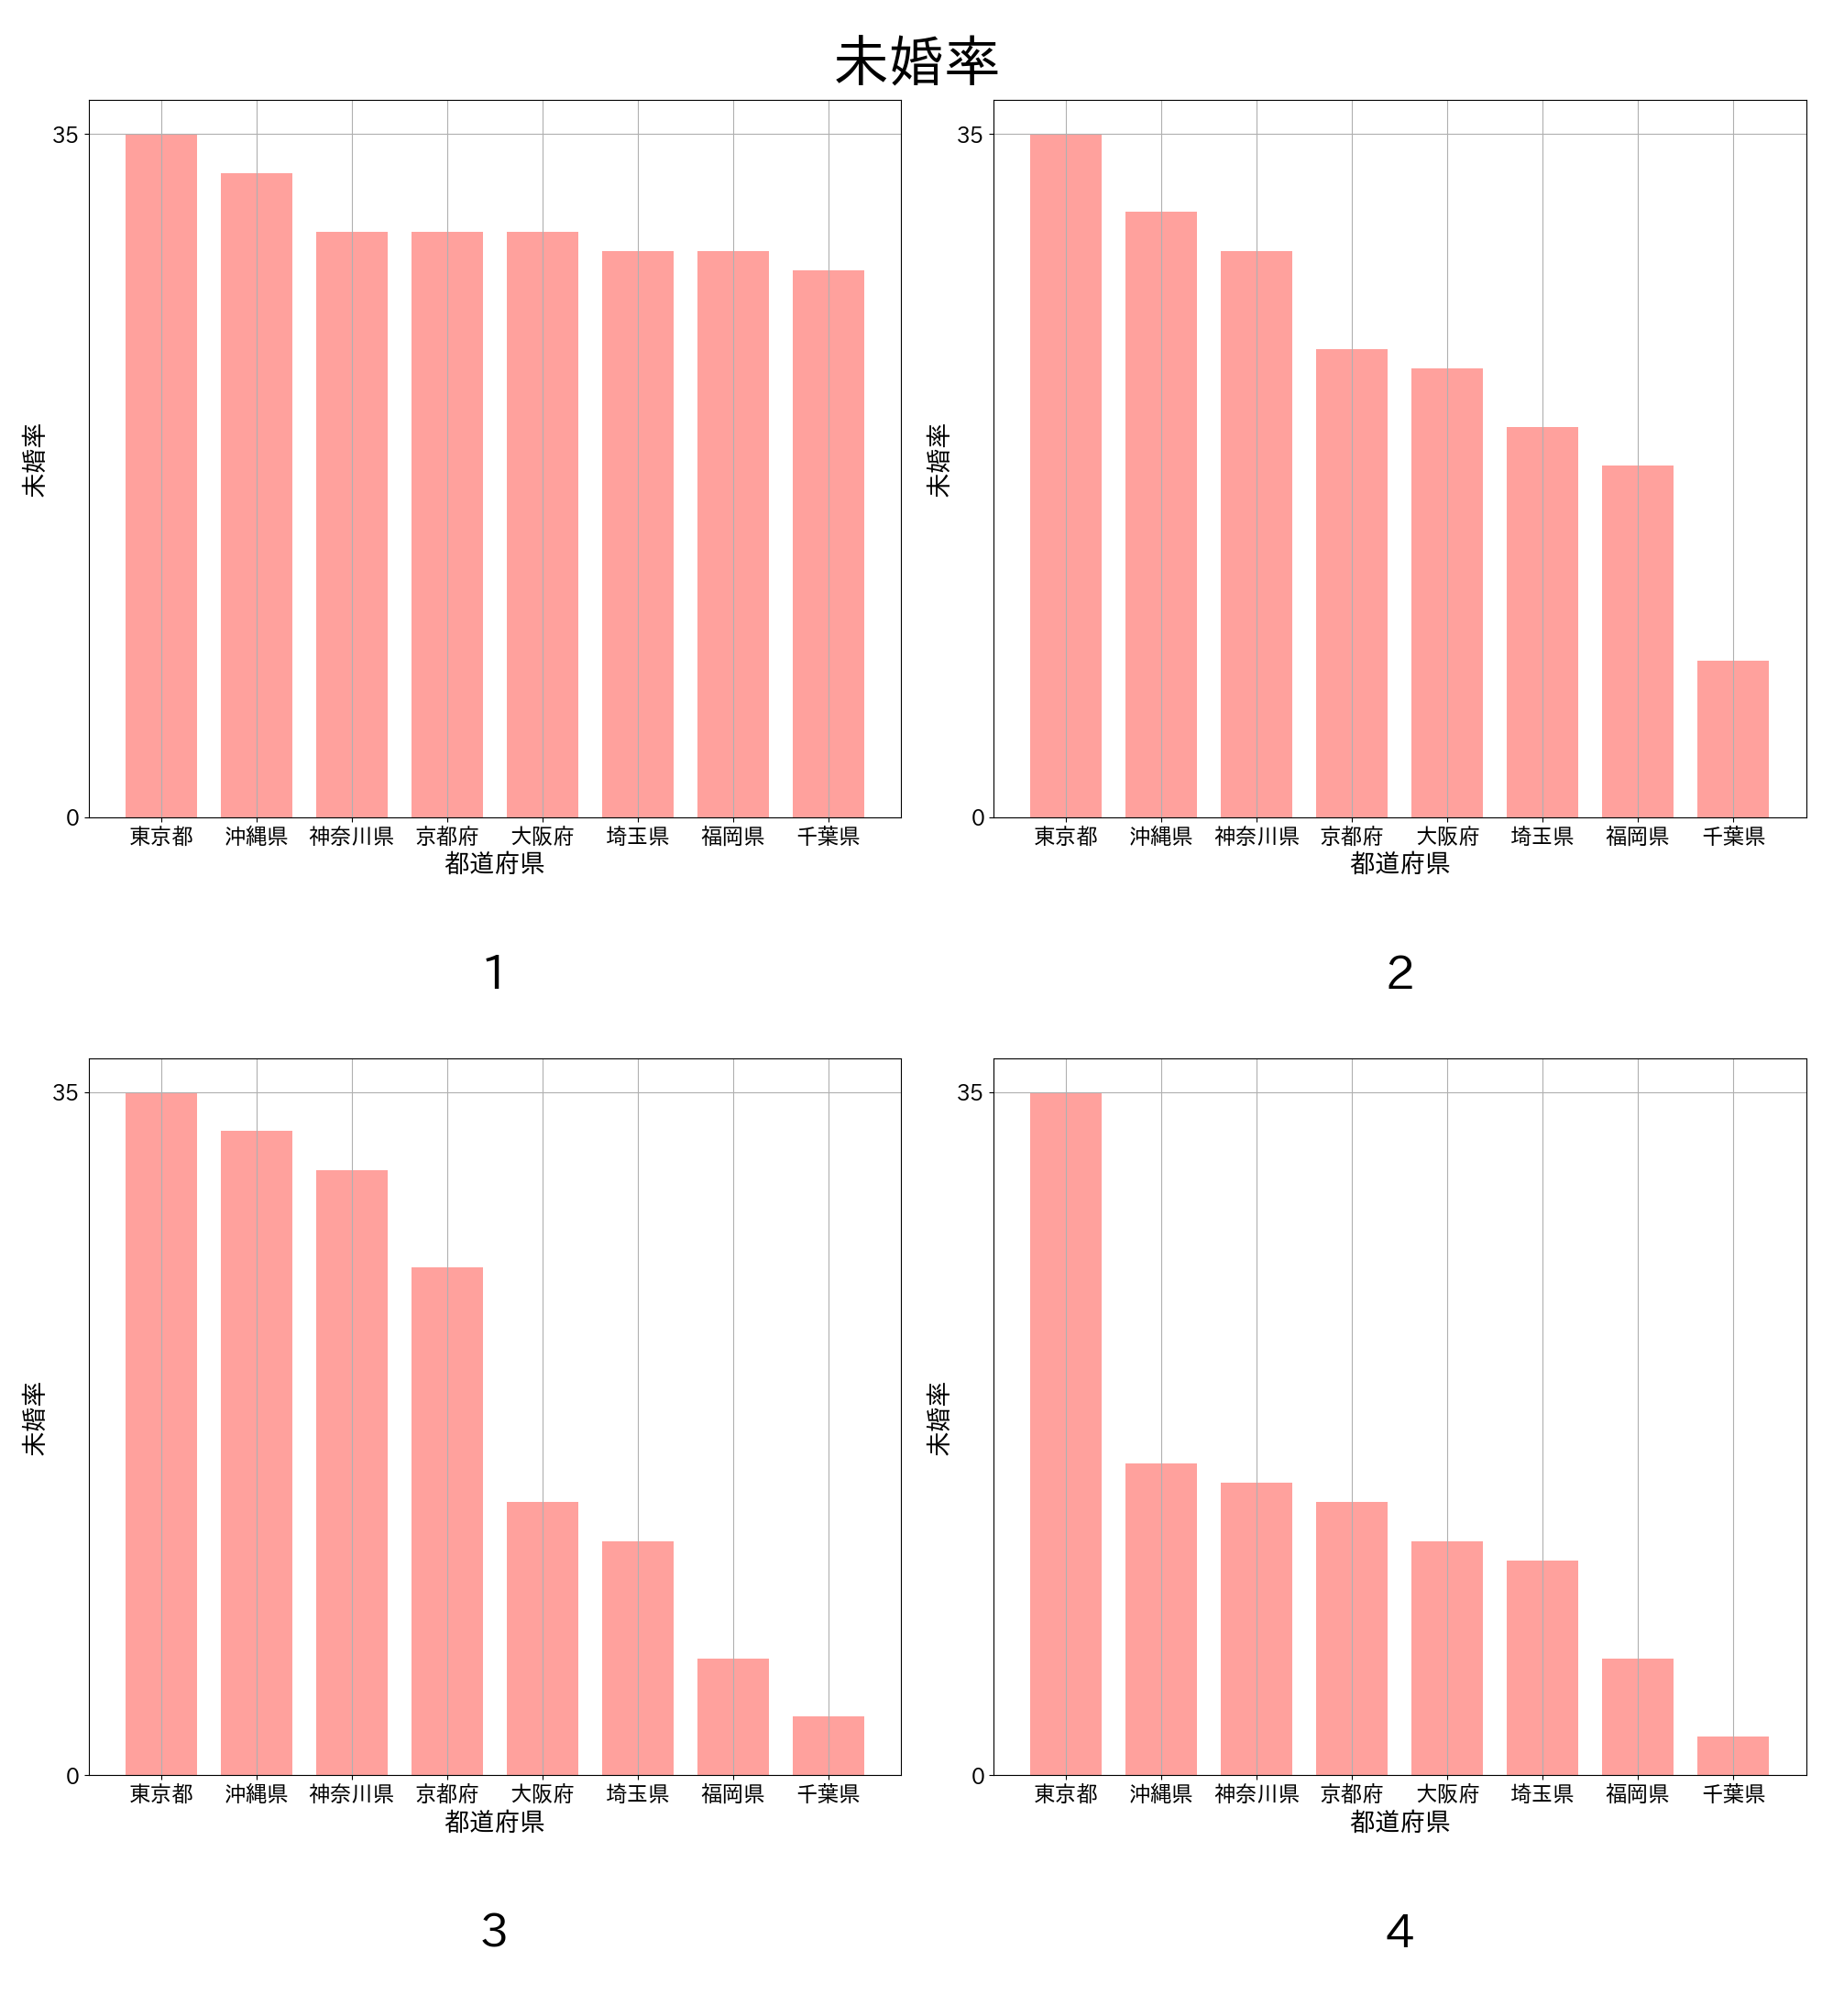 未婚率
35
0
未婚率
東京都 沖縄県 神奈川県 京都府 大阪府 埼玉県 福岡県 千葉県
都道府県
1
35
0
未婚率
東京都 沖縄県 神奈川県 京都府 大阪府 埼玉県 福岡県 千葉県
都道府県
2
35
0
未婚率
東京都 沖縄県 神奈川県 京都府 大阪府 埼玉県 福岡県 千葉県
都道府県
3
35
0
未婚率
東京都 沖縄県 神奈川県 京都府 大阪府 埼玉県 福岡県 千葉県
都道府県
4